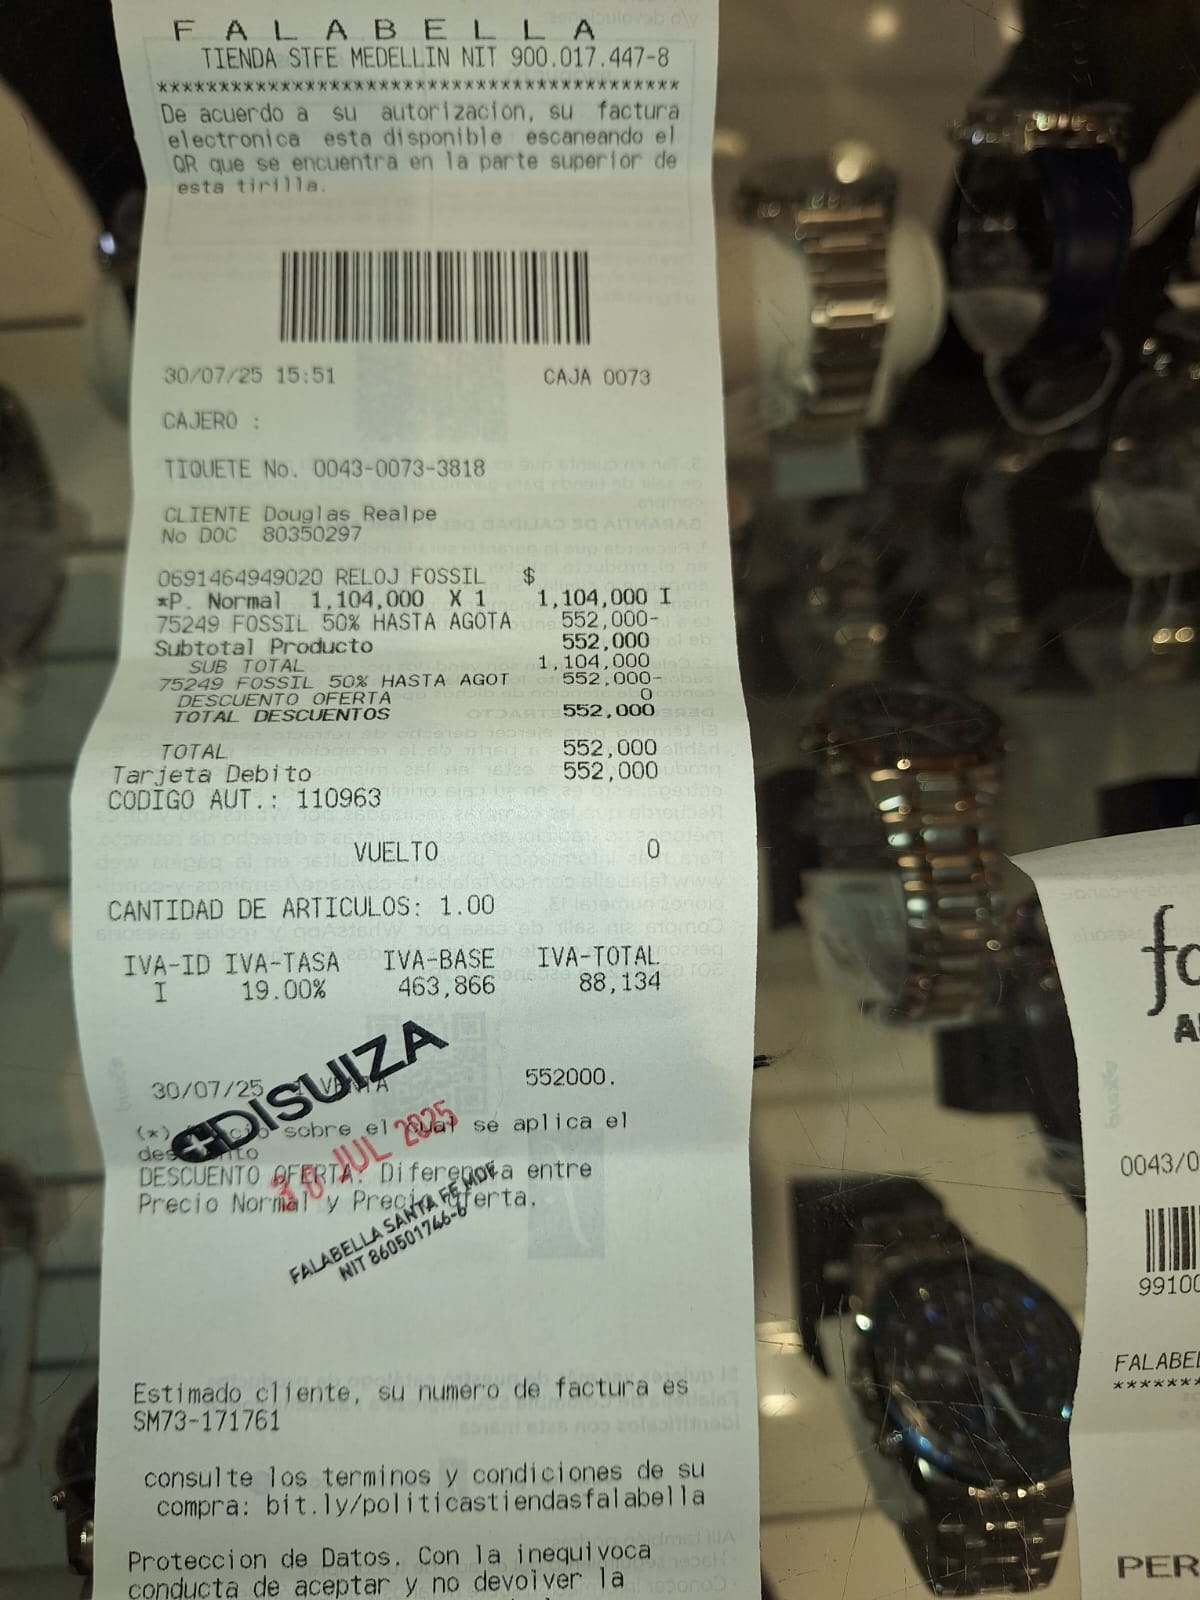 FALABELLA
TIENDA STFE MEDELLIN NIT 900.017.447-8
******************************************
De acuerdo a su autorizacion, su factura
electronica esta disponible escaneando el
QR que se encuentra en la parte superior de
esta tirilla.
30/07/25 15:51 CAJA 0073
CAJERO :
TIQUETE No. 0043-0073-3818
CLIENTE Douglas Realpe
No DOC 80350297
0691464949020 RELOJ FOSSIL $
*P. Normal 1,104,000 X 1 1,104,000 I
75249 FOSSIL 50% HASTA AGOTA 552,000-
Subtotal Producto 552,000
SUB TOTAL 1,104,000
75249 FOSSIL 50% HASTA AGOT 552,000-
DESCUENTO OFERTA 0
TOTAL DESCUENTOS 552,000
TOTAL 552,000
Tarjeta Debito 552,000
CODIGO AUT.: 110963
VUELTO 0
CANTIDAD DE ARTICULOS: 1.00
IVA-ID IVA-TASA IVA-BASE IVA-TOTAL
I 19.00% 463,866 88,134
30/07/25 VENTA 552000.
DISUIZA
(*) sobre el cual se aplica el
30 JUL 2025
DESCUENTO OFERTA: Diferencia entre
Precio Normal y Precio Oferta.
FALABELLA SANTA FE MDE
NIT 860501746-6
Estimado cliente, su numero de factura es
SM73-171761
consulte los terminos y condiciones de su
compra: bit.ly/politicastiendasfalabella
Proteccion de Datos. Con la inequivoca
conducta de aceptar y no devolver la
fa
0043/0
99100
FALABEL
*******
PER